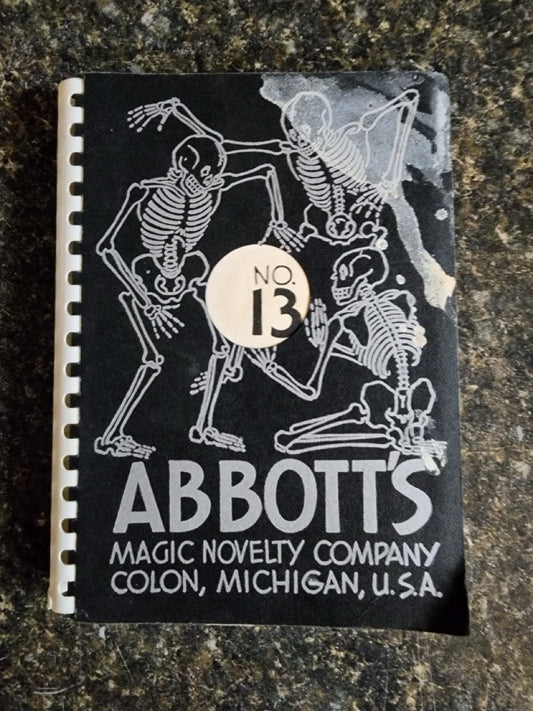 NO.
13
ABBOTT'S
MAGIC NOVELTY COMPANY
COLON, MICHIGAN, U.S.A.